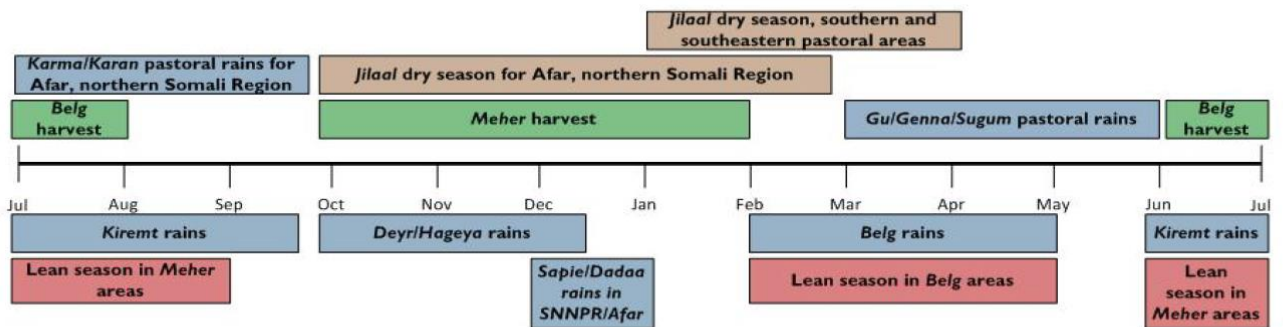 Jilaal dry season, southern and
southeastern pastoral areas
Karma/Karan pastoral rains for
Afar, northern Somali Region
Jilaal dry season for Afar, northern Somali Region
Belg
harvest
Meher harvest
Gu/Genna/Sugum pastoral rains
Belg
harvest
Jul Aug Sep Oct Nov Dec Jan Feb Mar Apr May Jun Jul
Kiremt rains
Deyr/Hageya rains
Belg rains
Kiremt rains
Lean season in Meher
areas
Sapie/Dadaa
rains in
SNNPR/Afar
Lean season in Belg areas
Lean
season in
Meher areas